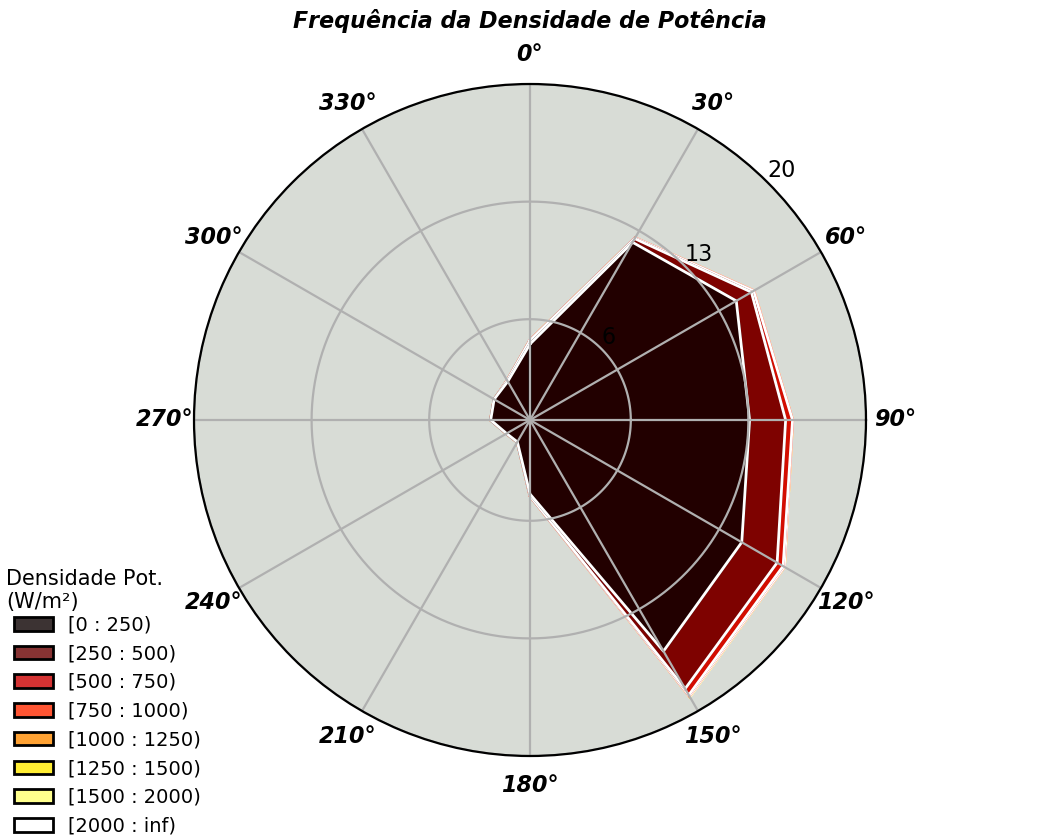 Frequência da Densidade de Potência
0°
330°
30°
20
300°
60°
13
6
270°
90°
240°
120°
210°
150°
180°
Densidade Pot.
(W/m²)
[0 : 250)
[250 : 500)
[500 : 750)
[750 : 1000)
[1000 : 1250)
[1250 : 1500)
[1500 : 2000)
[2000 : inf)